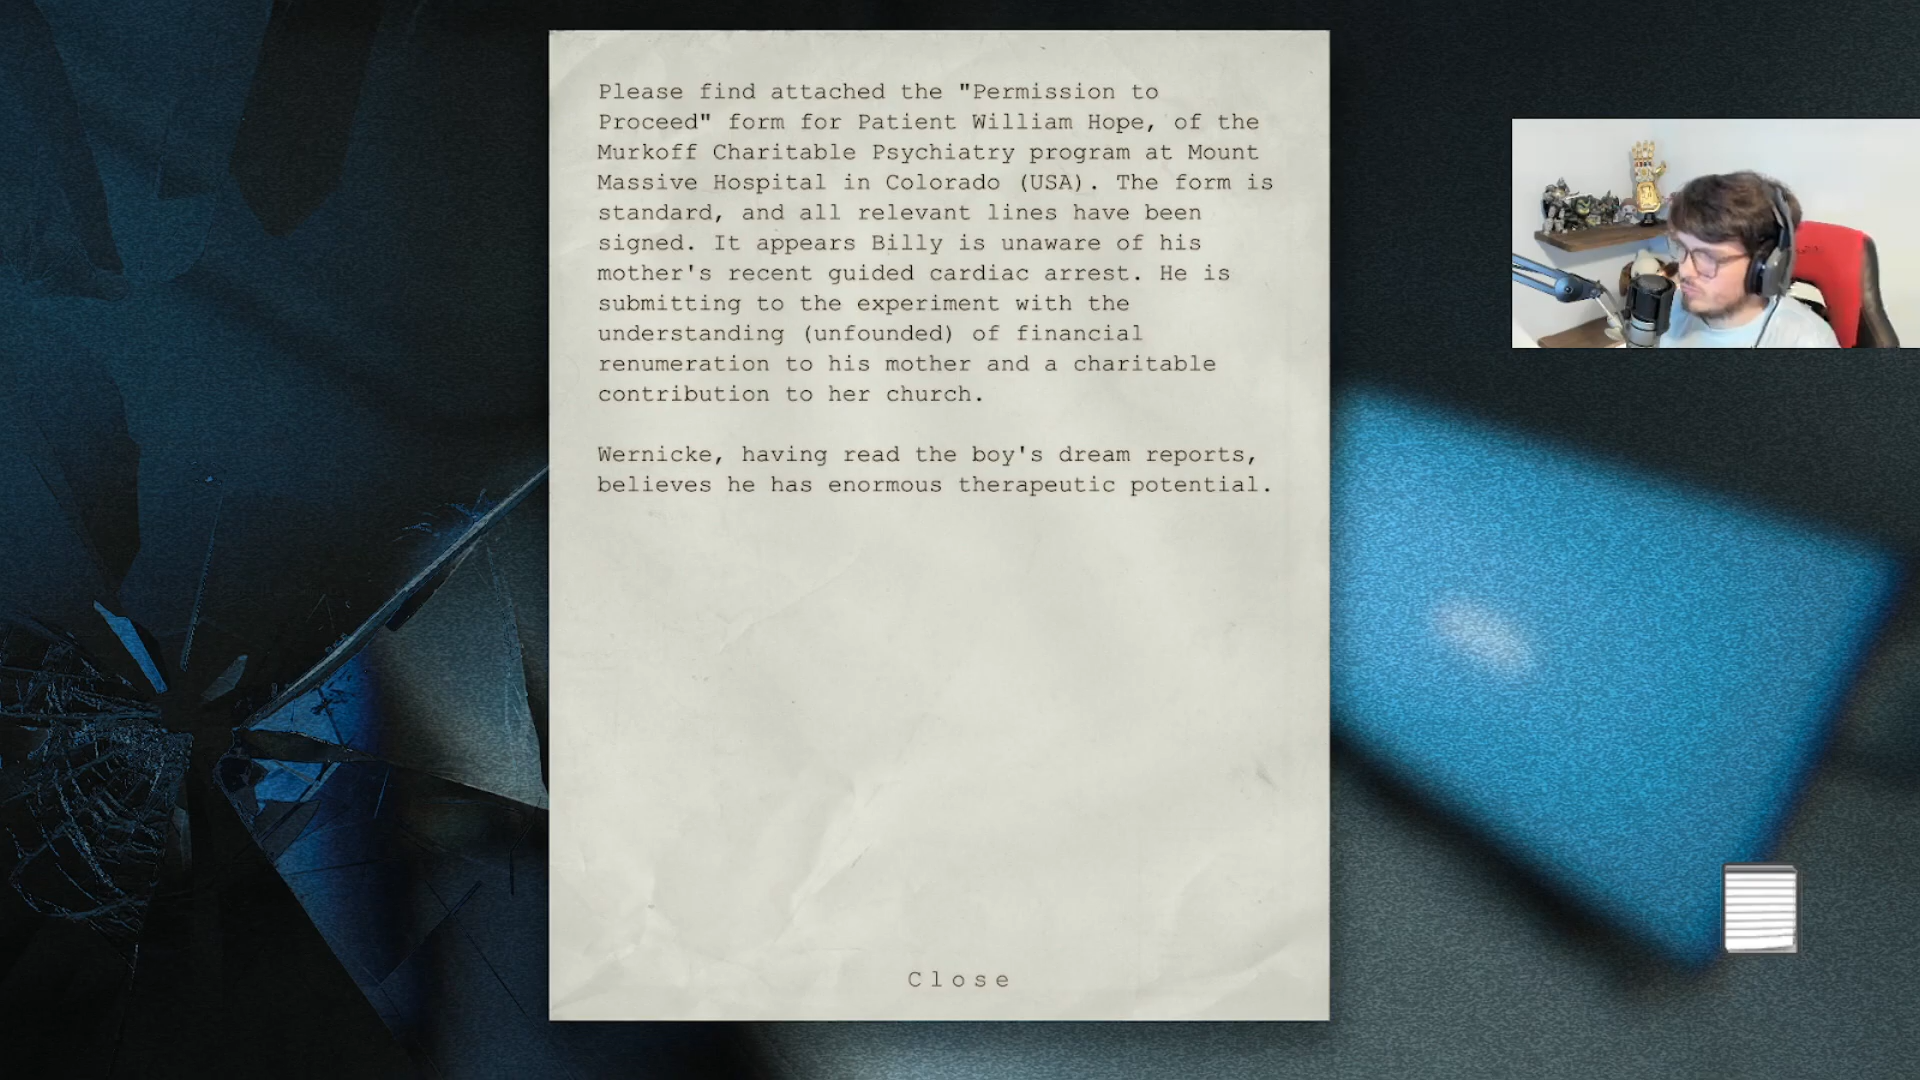 Please find attached the "Permission to
Proceed" form for Patient William Hope, of the
Murkoff Charitable Psychiatry program at Mount
Massive Hospital in Colorado (USA). The form is
standard, and all relevant lines have been
signed. It appears Billy is unaware of his
mother's recent guided cardiac arrest. He is
submitting to the experiment with the
understanding (unfounded) of financial
renumeration to his mother and a charitable
contribution to her church.
Wernicke, having read the boy's dream reports,
believes he has enormous therapeutic potential.
Close